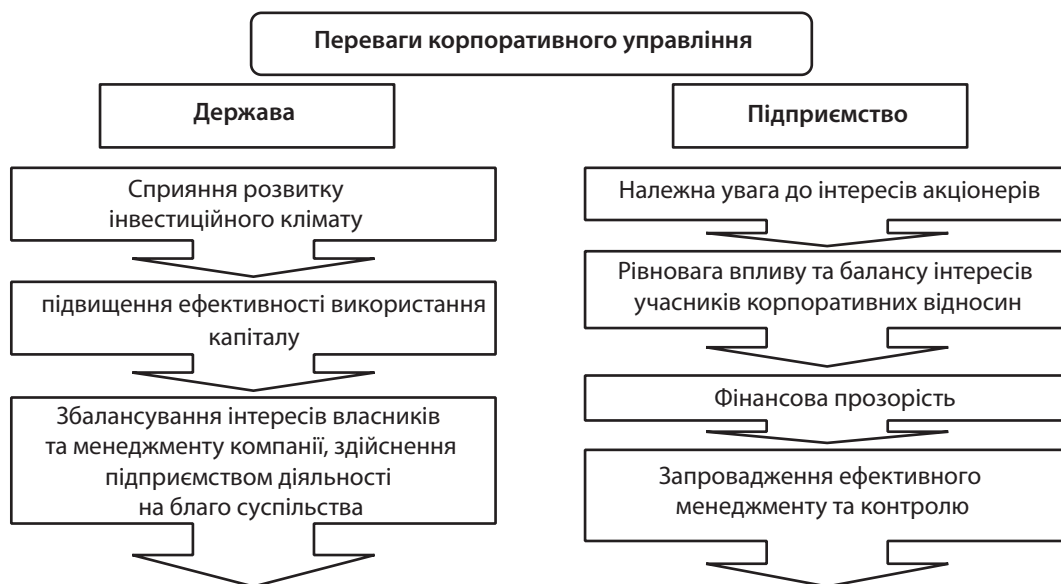 Переваги корпоративного управління
Держава
Сприяння розвитку
інвестиційного клімату
підвищення ефективності використання
капіталу
Збалансування інтересів власників
та менеджменту компанії, здійснення
підприємством діяльності
на благо суспільства
Підприємство
Належна увага до інтересів акціонерів
Рівновага впливу та балансу інтересів
учасників корпоративних відносин
Фінансова прозорість
Запровадження ефективного
менеджменту та контролю